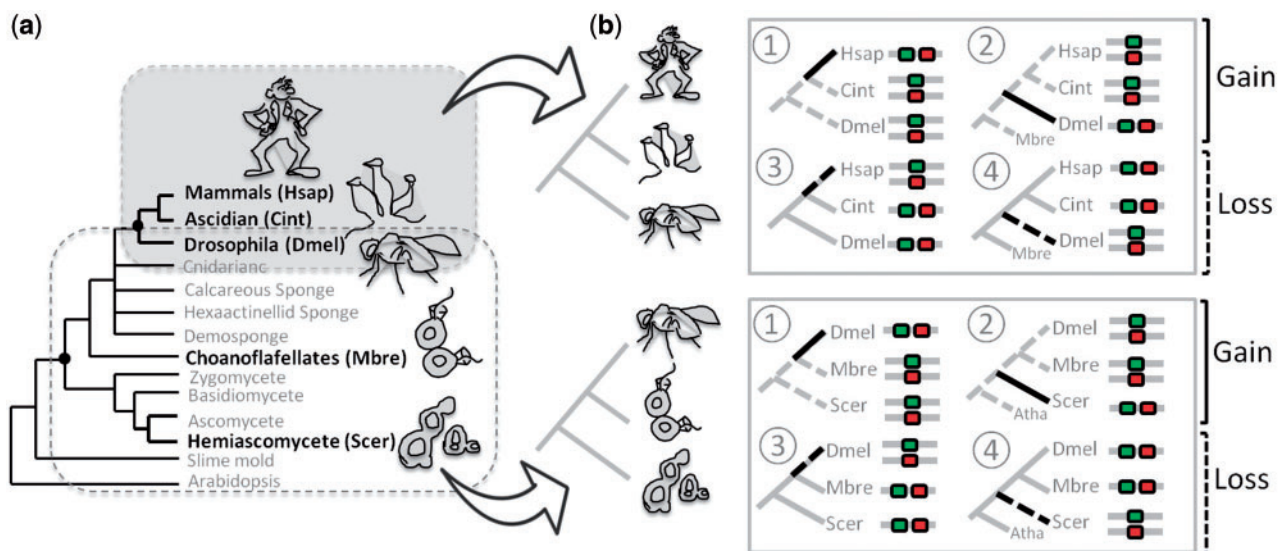 (a)
Mammals (Hsap)
Ascidian (Cint)
Drosophila (Dmel)
Cnidarianc
Calcareous Sponge
Hexaactinellid Sponge
Demosponge
Choanoflafellates (Mbre)
Zygomycete
Basidiomycete
Ascomycete
Hemiascomycete (Scer)
Slime mold
Arabidopsis
(b)
1
Hsap
Cint
Dmel
2
Hsap
Cint
Dmel
Mbre
Gain
3
Hsap
Cint
Dmel
4
Hsap
Cint
Dmel
Mbre
Loss
1
Dmel
Mbre
Scer
2
Dmel
Mbre
Scer
Atha
Gain
3
Dmel
Mbre
Scer
4
Dmel
Mbre
Scer
Atha
Loss